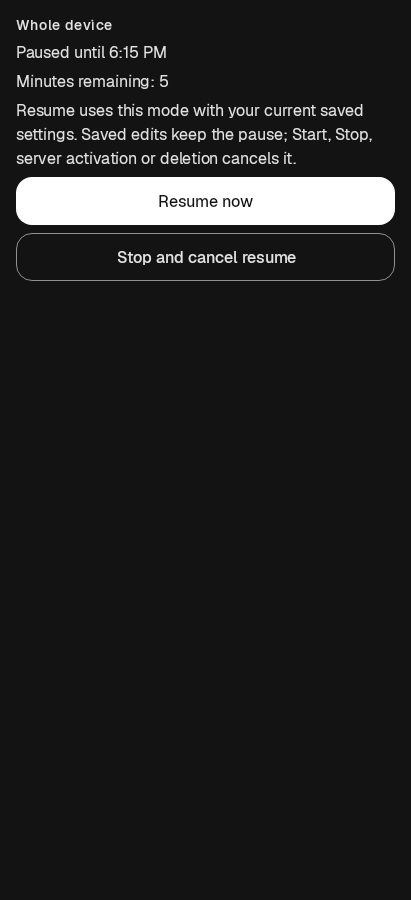 Whole device
Paused until 6:15 PM
Minutes remaining: 5
Resume uses this mode with your current saved
settings. Saved edits keep the pause; Start, Stop,
server activation or deletion cancels it.
Resume now
Stop and cancel resume